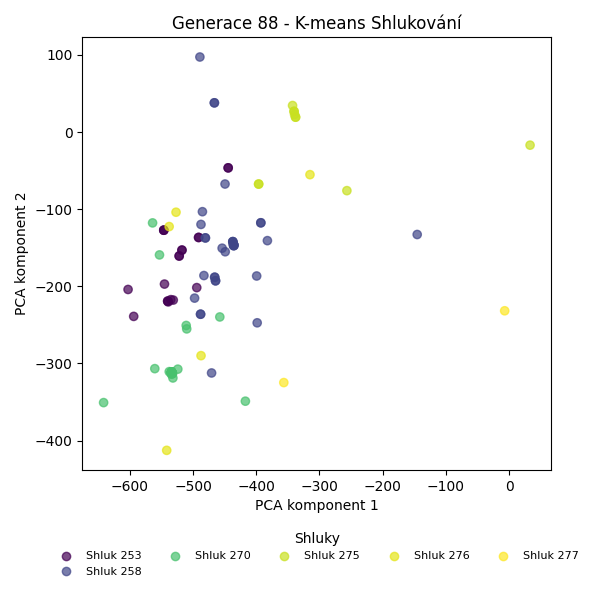 Generace 88 - K-means Shlukování
100
0
−100
−200
−300
−400
PCA komponent 2
−600 −500 −400 −300 −200 −100 0
PCA komponent 1
Shluky
Shluk 253 Shluk 270 Shluk 275 Shluk 276 Shluk 277
Shluk 258